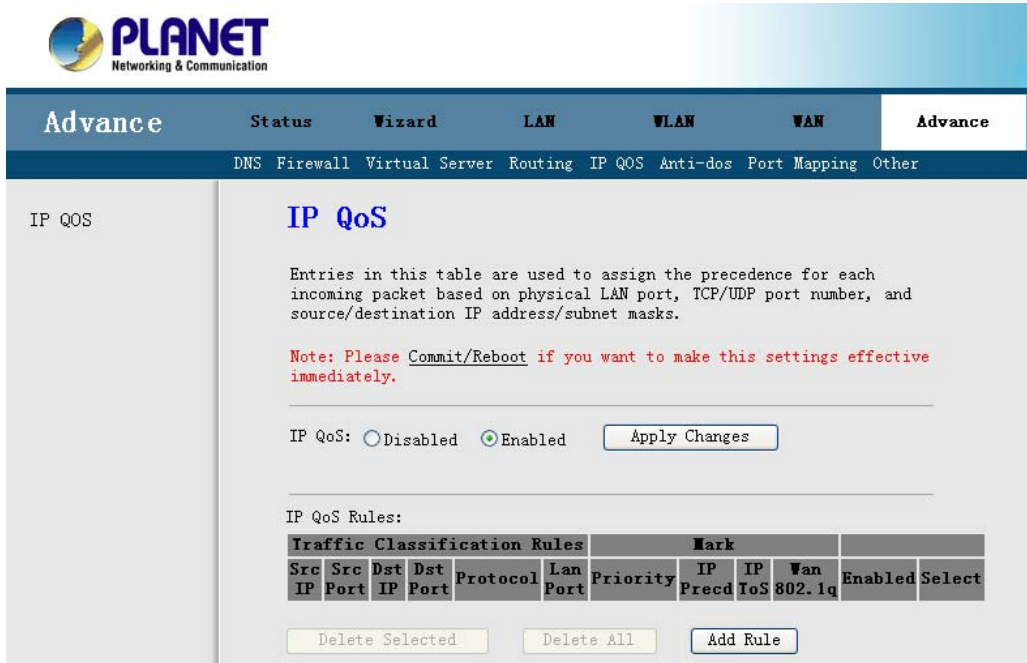 PLANET
Networking & Communication
Advance Status Wizard LAN WLAN WAN Advance
DNS Firewall Virtual Server Routing IP QOS Anti-dos Port Mapping Other
IP QOS
IP QoS
Entries in this table are used to assign the precedence for each
incoming packet based on physical LAN port, TCP/UDP port number, and
source/destination IP address/subnet masks.
Note: Please Commit/Reboot if you want to make this settings effective
immediately.
IP QoS: Disabled Enabled Apply Changes
IP QoS Rules:
Traffic Classification Rules Mark
Src IP Src Port Dst IP Dst Port Protocol Lan Port Priority IP Precd IP ToS Wan 802.1q Enabled Select
Delete Selected Delete All Add Rule